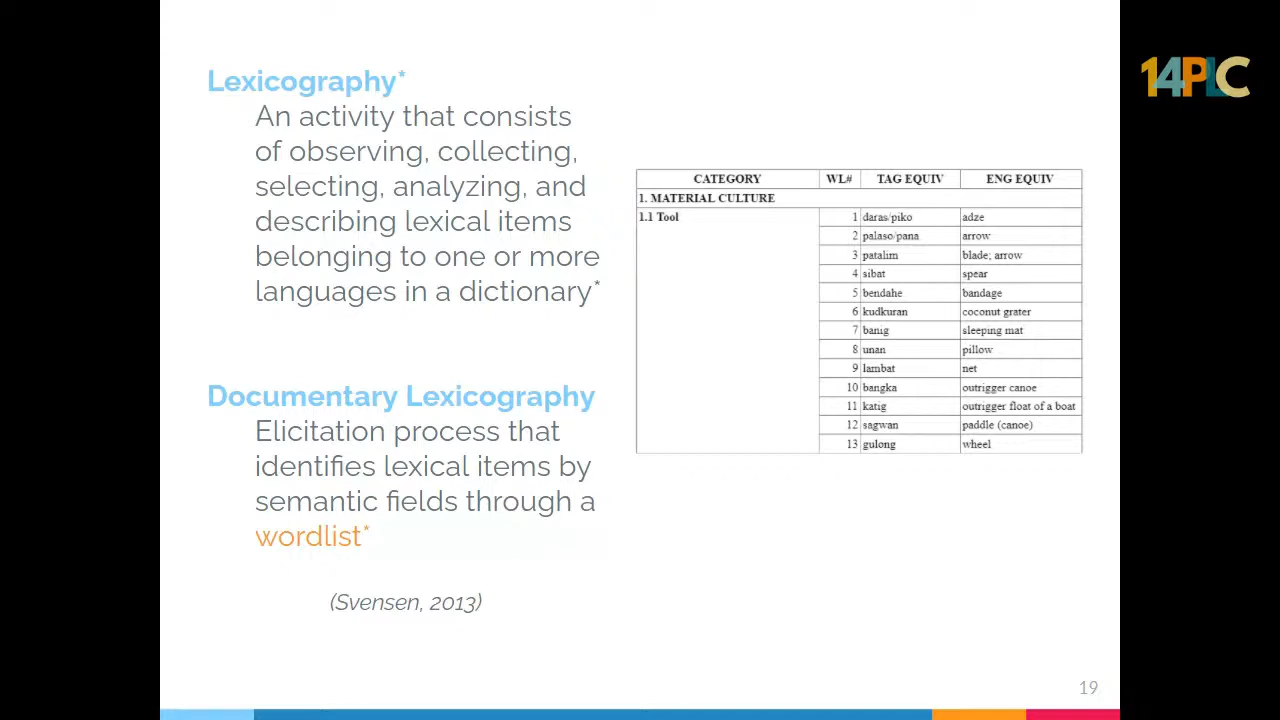 14PLC
Lexicography*
An activity that consists
of observing, collecting,
selecting, analyzing, and
describing lexical items
belonging to one or more
languages in a dictionary*
Documentary Lexicography
Elicitation process that
identifies lexical items by
semantic fields through a
wordlist*
(Svensen, 2013)
CATEGORY WL# TAG EQUIV ENG EQUIV
1. MATERIAL CULTURE
1.1 Tool 1 daras/piko adze
2 palaso/pana arrow
3 patalim blade; arrow
4 sibat spear
5 bendahe bandage
6 kudkuran coconut grater
7 banig sleeping mat
8 unan pillow
9 lambat net
10 bangka outrigger canoe
11 katig outrigger float of a boat
12 sagwan paddle (canoe)
13 gulong wheel
19